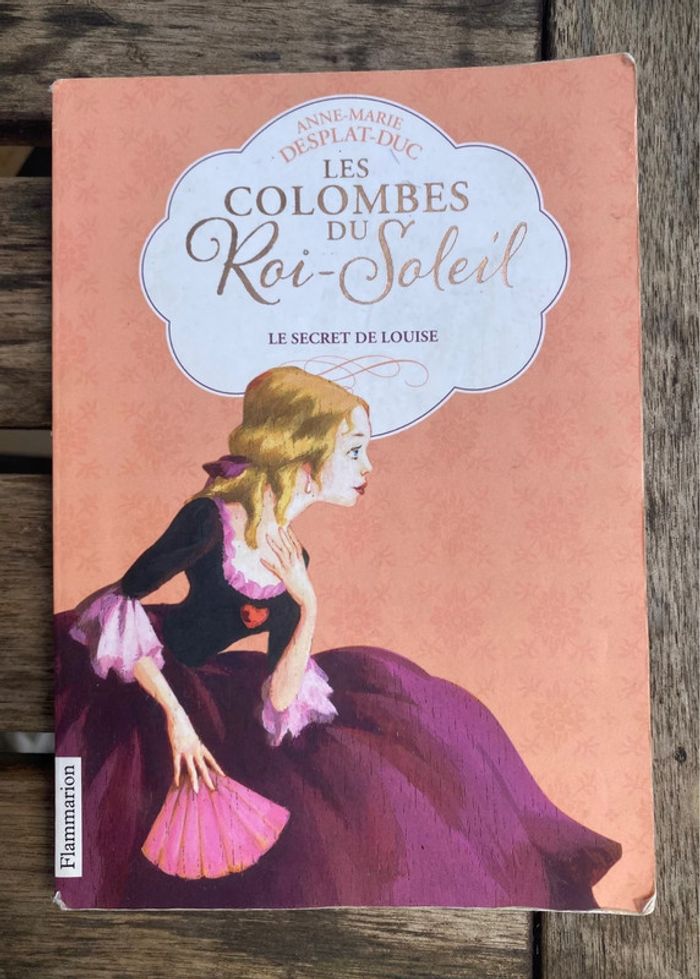 ANNE-MARIE
DESPLAT-DUC
LES
COLOMBES
DU
Roi-Soleil
LE SECRET DE LOUISE
Flammarion